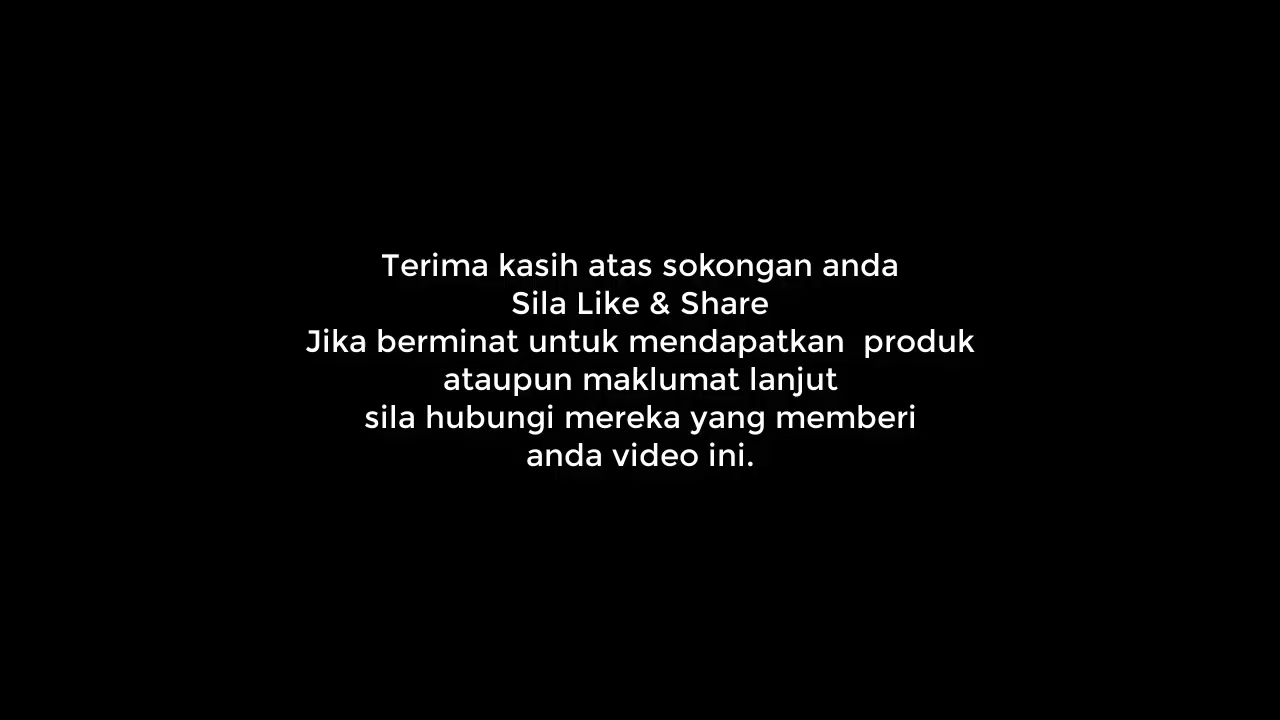 Terima kasih atas sokongan anda
Sila Like & Share
Jika berminat untuk mendapatkan  produk
ataupun maklumat lanjut
sila hubungi mereka yang memberi
anda video ini.